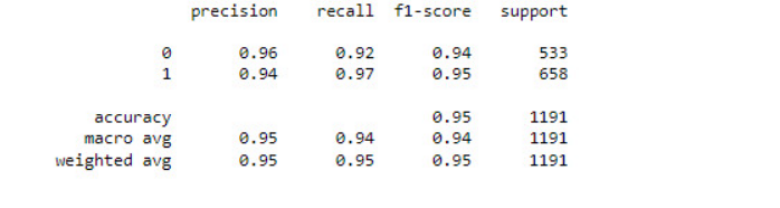 precision recall f1-score support
0 0.96 0.92 0.94 533
1 0.94 0.97 0.95 658
accuracy 0.95 1191
macro avg 0.95 0.94 0.94 1191
weighted avg 0.95 0.95 0.95 1191